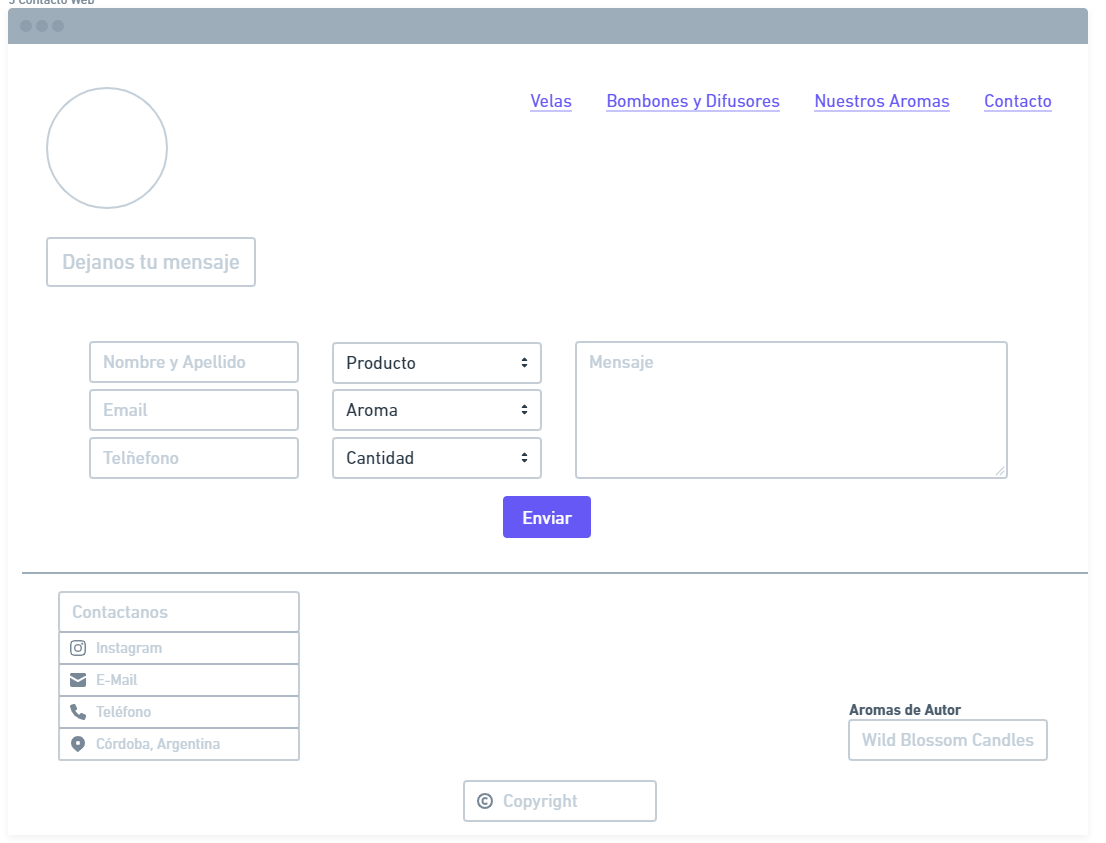 5 Contacto Web
Velas Bombones y Difusores Nuestros Aromas Contacto
Dejanos tu mensaje
Nombre y Apellido Producto Mensaje
Email Aroma
Telñefono Cantidad
Enviar
Contactanos
Instagram
E-Mail
Teléfono
Córdoba, Argentina
Aromas de Autor
Wild Blossom Candles
© Copyright